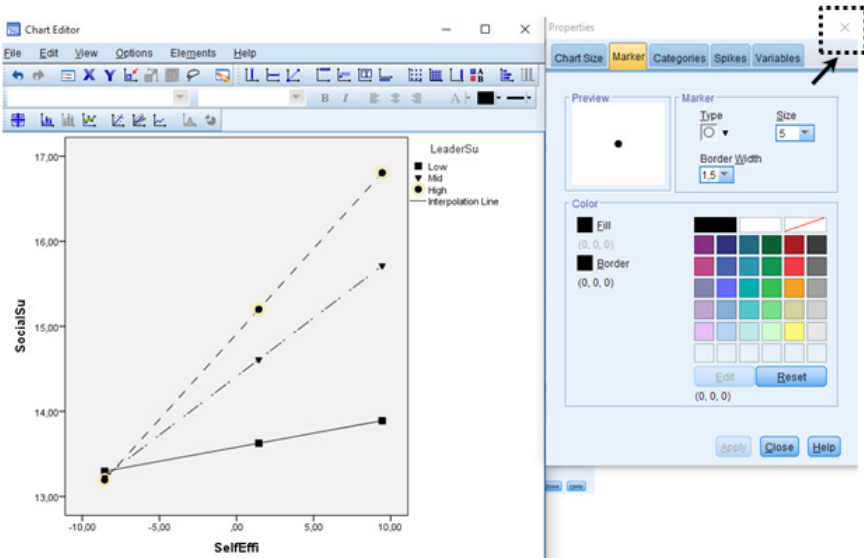 Chart Editor
File Edit View Options Elements Help
X Y
B I A
LeaderSu
Low
Mid
High
Interpolation Line
17,00
16,00
15,00
14,00
13,00
SocialSu
-10,00 -5,00 ,00 5,00 10,00
SelfEffi
Properties
Chart Size Marker Categories Spikes Variables
Preview
Marker
Type Size
5
Border Width
1,5
Color
Fill
(0, 0, 0)
Border
(0, 0, 0)
Edit Reset
(0, 0, 0)
Apply Close Help
Help